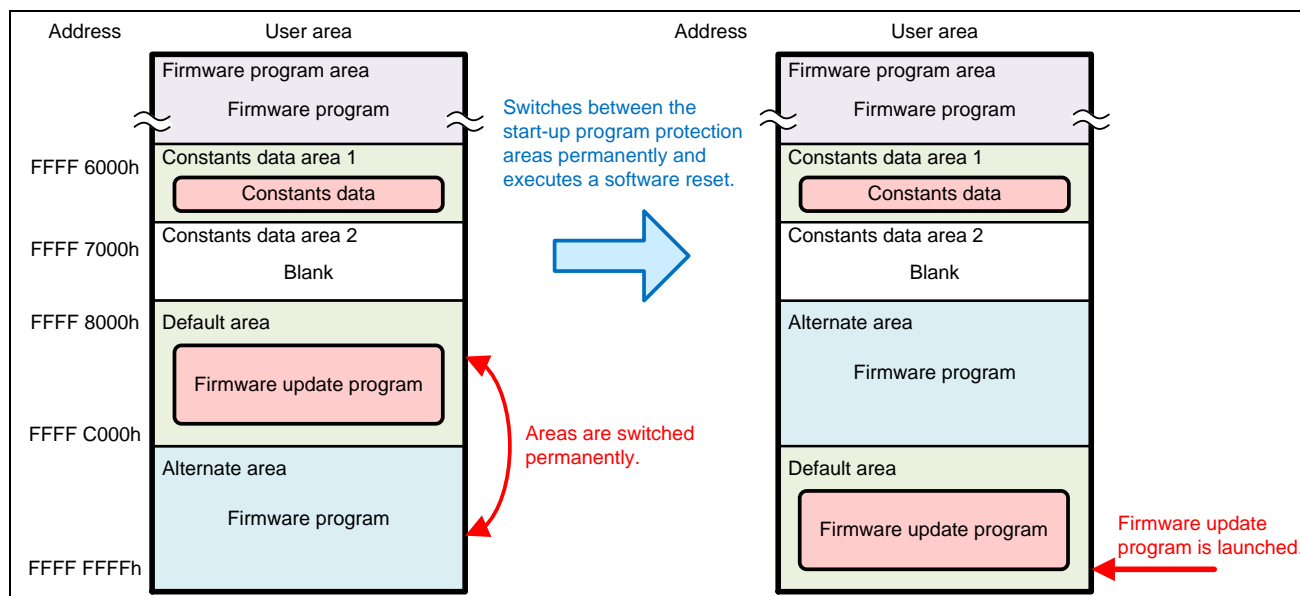 Address
User area
Firmware program area
Firmware program
FFFF 6000h
Constants data area 1
Constants data
FFFF 7000h
Constants data area 2
Blank
FFFF 8000h
Default area
Firmware update program
FFFF C000h
Alternate area
Firmware program
FFFF FFFFh
Switches between the
start-up program protection
areas permanently and
executes a software reset.
Areas are switched
permanently.
Address
User area
Firmware program area
Firmware program
Constants data area 1
Constants data
Constants data area 2
Blank
Alternate area
Firmware program
Default area
Firmware update program
Firmware update
program is launched.